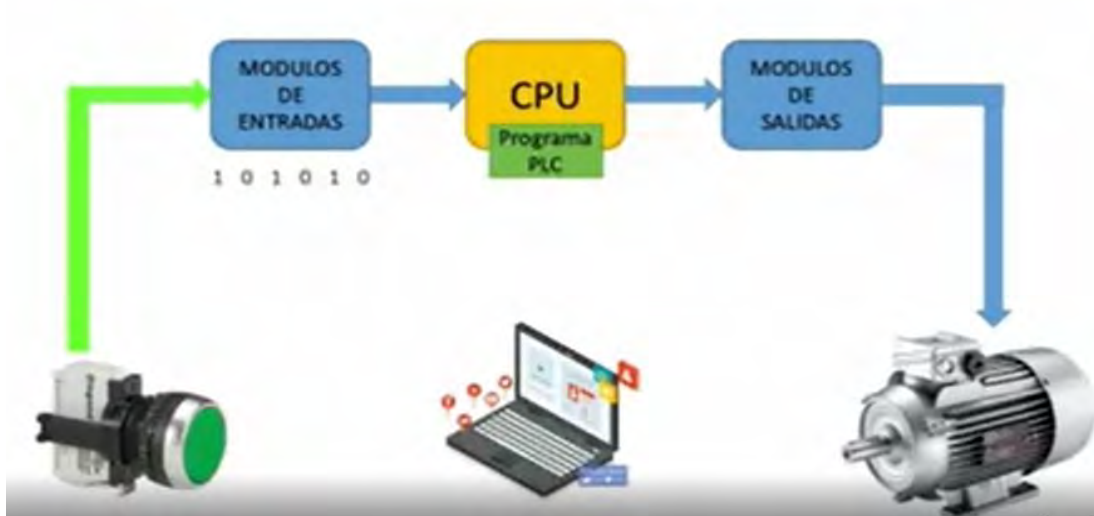 MODULOS
DE
ENTRADAS
CPU
Programa
PLC
MODULOS
DE
SALIDAS
1 0 1 0 1 0